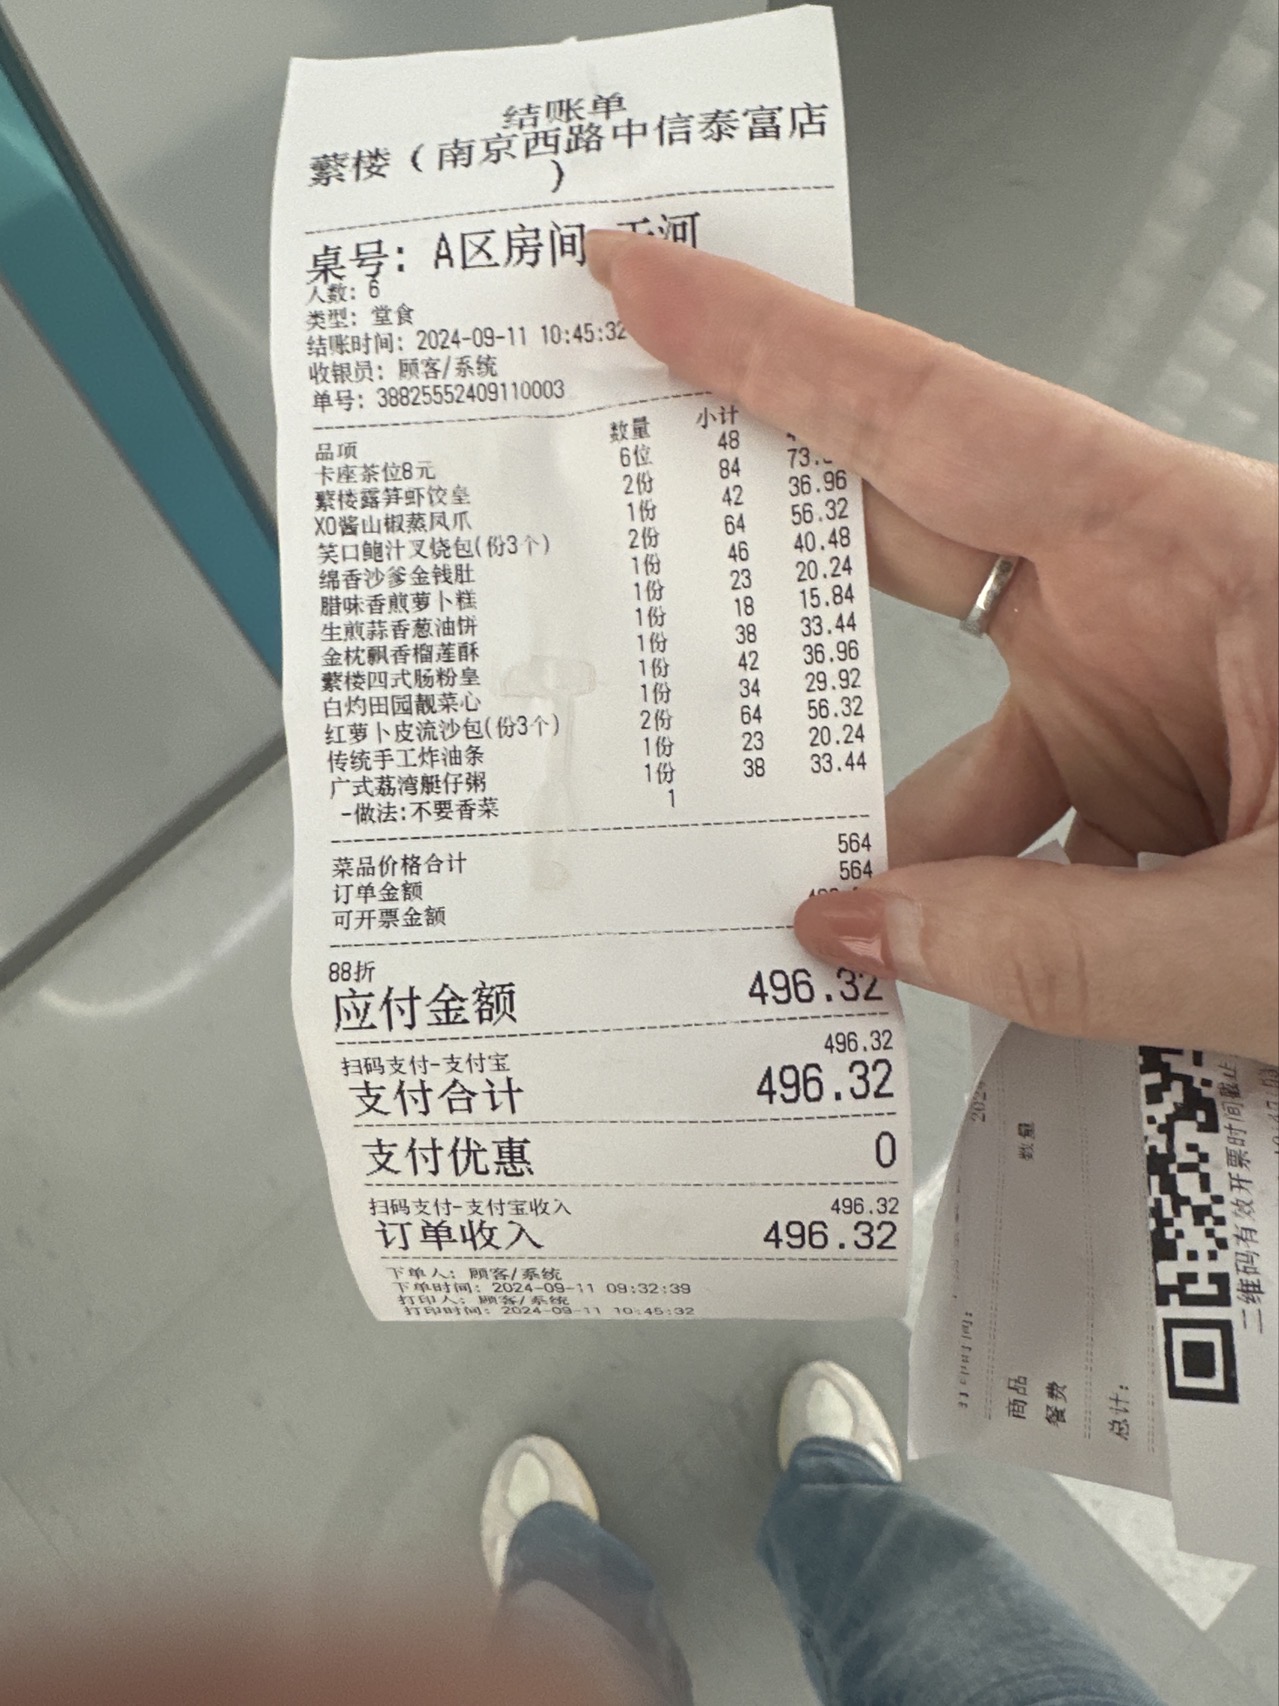 结账单
蘩楼（南京西路中信泰富店
）
桌号: A区房间 天河
人数: 6
类型: 堂食
结账时间: 2024-09-11 10:45:32
收银员: 顾客/系统
单号: 38825552409110003
品项 数量 小计
卡座茶位8元 6位 48
蘩楼露笋虾饺皇 2份 84 73.
XO酱山椒蒸凤爪 1份 42 36.96
笑口鲍汁叉烧包(份3个) 2份 64 56.32
绵香沙爹金钱肚 1份 46 40.48
腊味香煎萝卜糕 1份 23 20.24
生煎蒜香葱油饼 1份 18 15.84
金枕飘香榴莲酥 1份 38 33.44
蘩楼四式肠粉皇 1份 42 36.96
白灼田园靓菜心 1份 34 29.92
红萝卜皮流沙包(份3个) 2份 64 56.32
传统手工炸油条 1份 23 20.24
广式荔湾艇仔粥 1份 38 33.44
-做法:不要香菜 1
菜品价格合计 564
订单金额 564
可开票金额
88折
应付金额 496.32
扫码支付-支付宝 496.32
支付合计 496.32
支付优惠 0
扫码支付-支付宝收入 496.32
订单收入 496.32
下单人: 顾客/系统
下单时间: 2024-09-11 09:32:39
打印人: 顾客/系统
打印时间: 2024-09-11 10:45:32
数量
商品
餐费
总计:
二维码有效开票时间截止